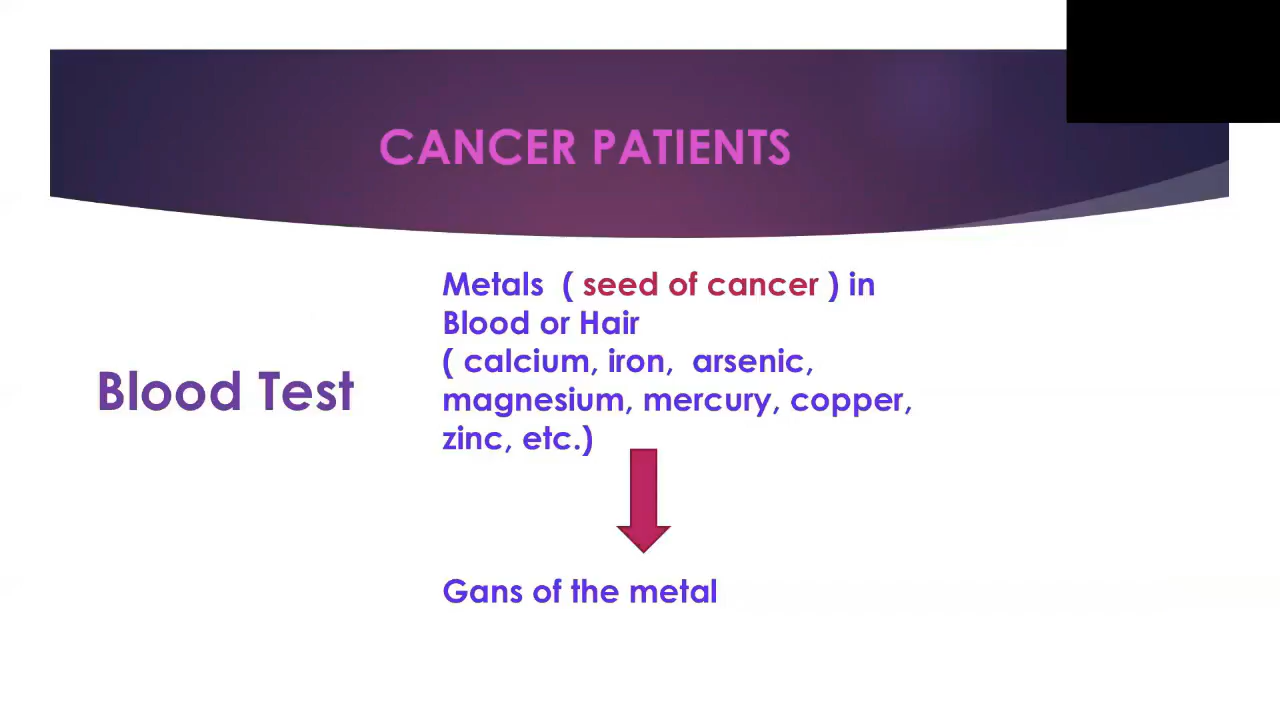 CANCER PATIENTS
Blood Test
Metals ( seed of cancer ) in
Blood or Hair
( calcium, iron, arsenic,
magnesium, mercury, copper,
zinc, etc.)
Gans of the metal